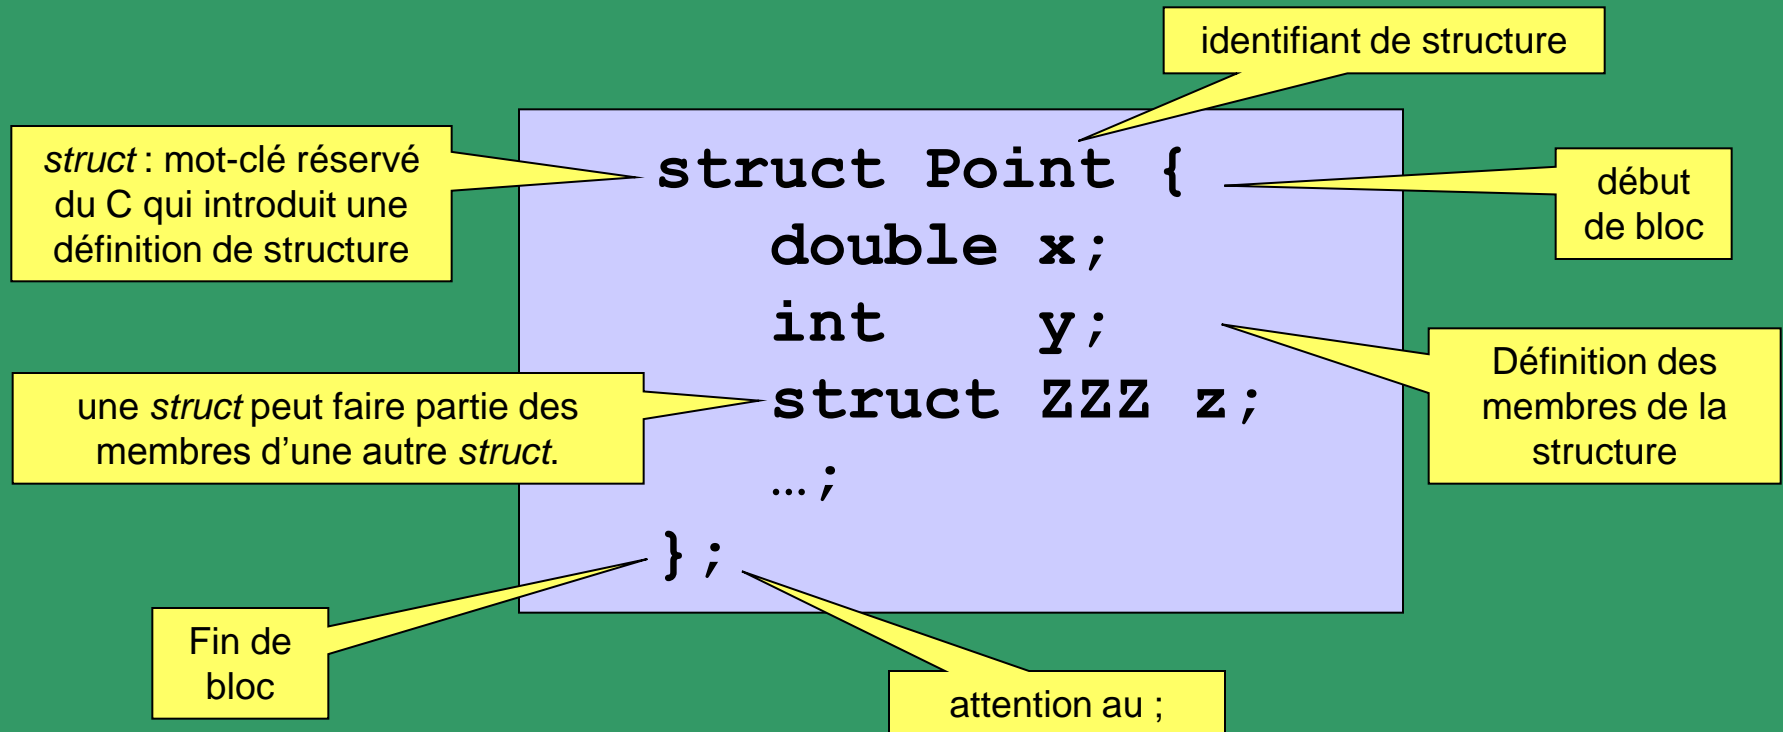 identifiant de structure
struct : mot-clé réservé
du C qui introduit une
définition de structure
struct Point {
début
de bloc
double x;
int y;
Définition des
membres de la
structure
une struct peut faire partie des
membres d'une autre struct.
struct ZZZ z;
…;
};
Fin de
bloc
attention au ;